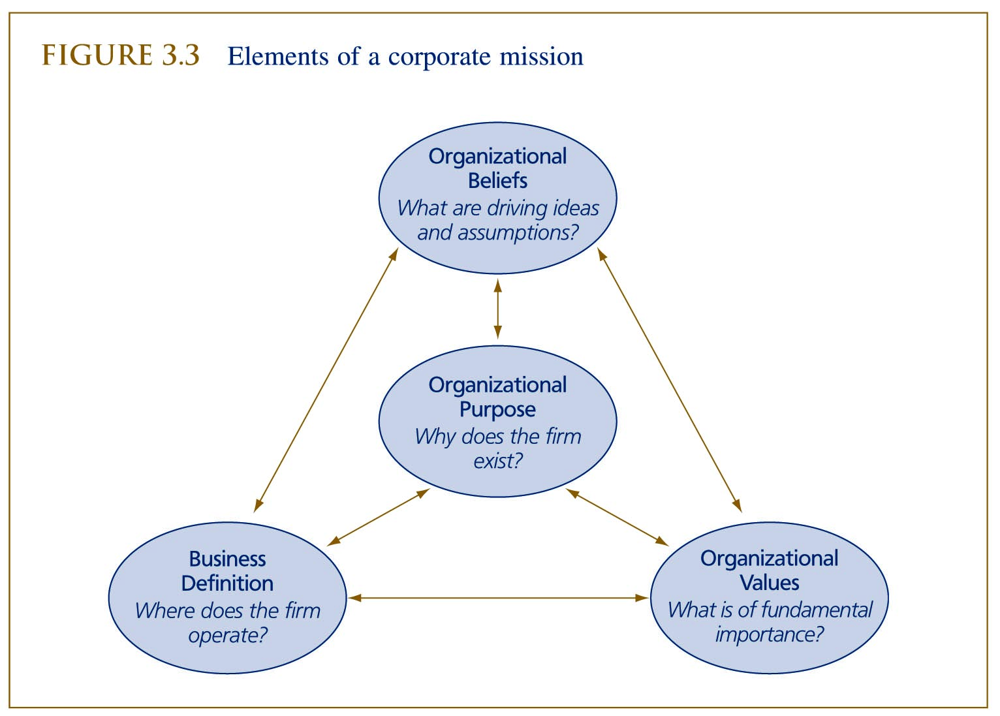 FIGURE 3.3 Elements of a corporate mission
Organizational
Beliefs
What are driving ideas
and assumptions?
Organizational
Purpose
Why does the firm
exist?
Business
Definition
Where does the firm
operate?
Organizational
Values
What is of fundamental
importance?